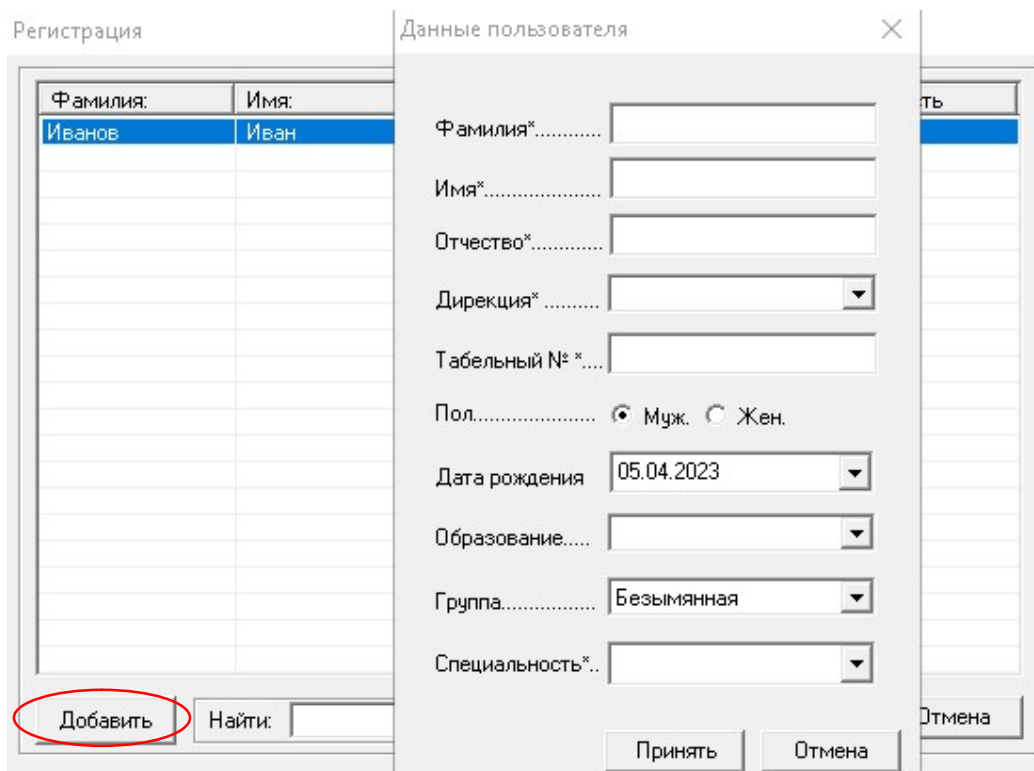 Регистрация
Фамилия:
Имя:
ть
Иванов
Иван
Добавить
Найти:
Отмена
Данные пользователя
Фамилия*............
Имя*.....................
Отчество*.............
Дирекция* ..........
Табельный № *....
Пол...................... Муж. Жен.
Дата рождения 05.04.2023
Образование.....
Группа................. Безымянная
Специальность*..
Принять Отмена